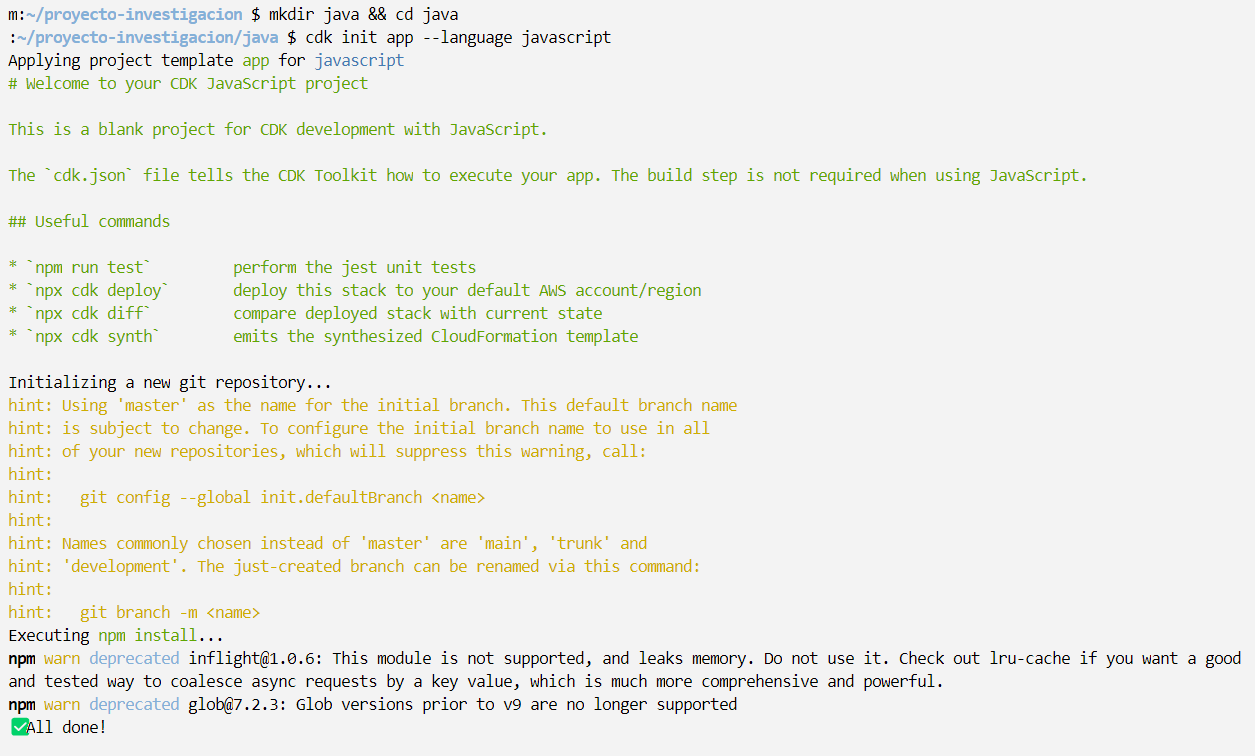 m:~/proyecto-investigacion $ mkdir java && cd java
:~/proyecto-investigacion/java $ cdk init app --language javascript
Applying project template app for javascript
# Welcome to your CDK JavaScript project
This is a blank project for CDK development with JavaScript.
The `cdk.json` file tells the CDK Toolkit how to execute your app. The build step is not required when using JavaScript.
## Useful commands
* `npm run test`         perform the jest unit tests
* `npx cdk deploy`       deploy this stack to your default AWS account/region
* `npx cdk diff`         compare deployed stack with current state
* `npx cdk synth`        emits the synthesized CloudFormation template
Initializing a new git repository...
hint: Using 'master' as the name for the initial branch. This default branch name
hint: is subject to change. To configure the initial branch name to use in all
hint: of your new repositories, which will suppress this warning, call:
hint:
hint:   git config --global init.defaultBranch <name>
hint:
hint: Names commonly chosen instead of 'master' are 'main', 'trunk' and
hint: 'development'. The just-created branch can be renamed via this command:
hint:
hint:   git branch -m <name>
Executing npm install...
npm warn deprecated inflight@1.0.6: This module is not supported, and leaks memory. Do not use it. Check out lru-cache if you want a good
and tested way to coalesce async requests by a key value, which is much more comprehensive and powerful.
npm warn deprecated glob@7.2.3: Glob versions prior to v9 are no longer supported
✅All done!